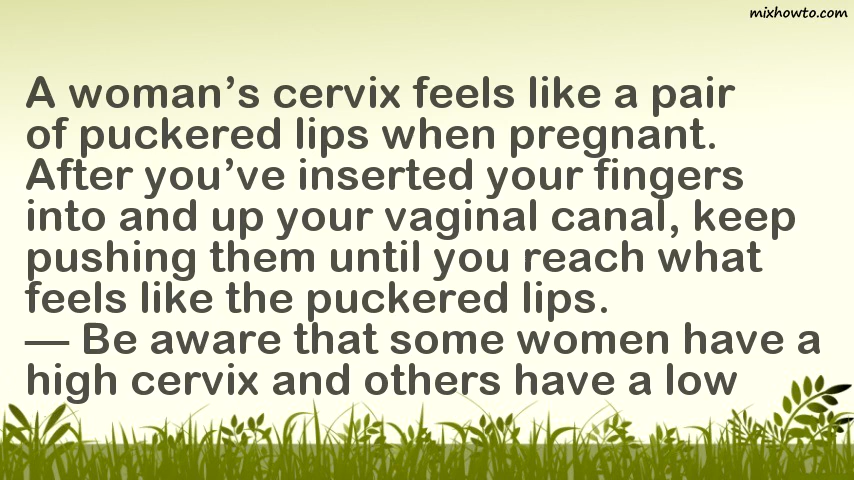 mixhowto.com
A woman’s cervix feels like a pair
of puckered lips when pregnant.
After you’ve inserted your fingers
into and up your vaginal canal, keep
pushing them until you reach what
feels like the puckered lips.
— Be aware that some women have a
high cervix and others have a low